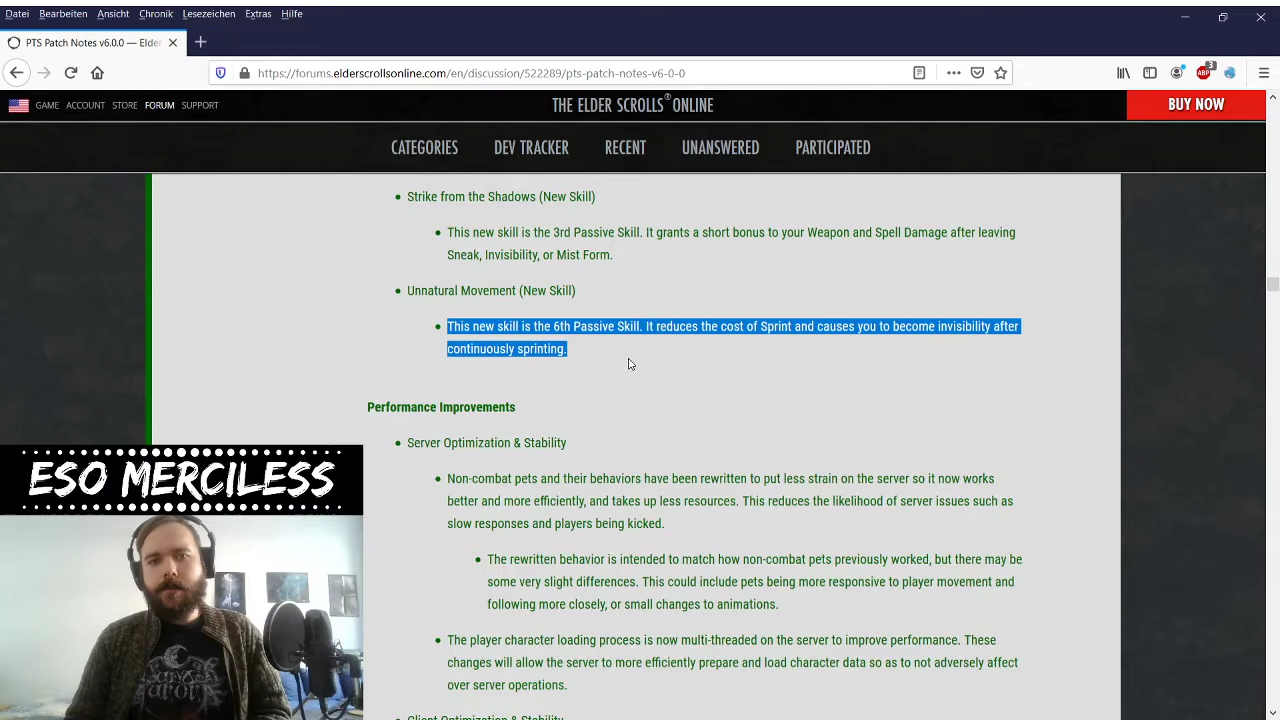 Datei Bearbeiten Ansicht Chronik Lesezeichen Extras Hilfe
PTS Patch Notes v6.0.0 — Elder
https://forums.elderscrollsonline.com/en/discussion/522289/pts-patch-notes-v6-0-0
ABP 3
GAME ACCOUNT STORE FORUM SUPPORT
THE ELDER SCROLLS® ONLINE
BUY NOW
CATEGORIES DEV TRACKER RECENT UNANSWERED PARTICIPATED
Strike from the Shadows (New Skill)
This new skill is the 3rd Passive Skill. It grants a short bonus to your Weapon and Spell Damage after leaving
Sneak, Invisibility, or Mist Form.
Unnatural Movement (New Skill)
This new skill is the 6th Passive Skill. It reduces the cost of Sprint and causes you to become invisibility after
continuously sprinting.
Performance Improvements
Server Optimization & Stability
Non-combat pets and their behaviors have been rewritten to put less strain on the server so it now works
better and more efficiently, and takes up less resources. This reduces the likelihood of server issues such as
slow responses and players being kicked.
The rewritten behavior is intended to match how non-combat pets previously worked, but there may be
some very slight differences. This could include pets being more responsive to player movement and
following more closely, or small changes to animations.
The player character loading process is now multi-threaded on the server to improve performance. These
changes will allow the server to more efficiently prepare and load character data so as to not adversely affect
over server operations.
Client Optimization & Stability
ESO MERCILESS